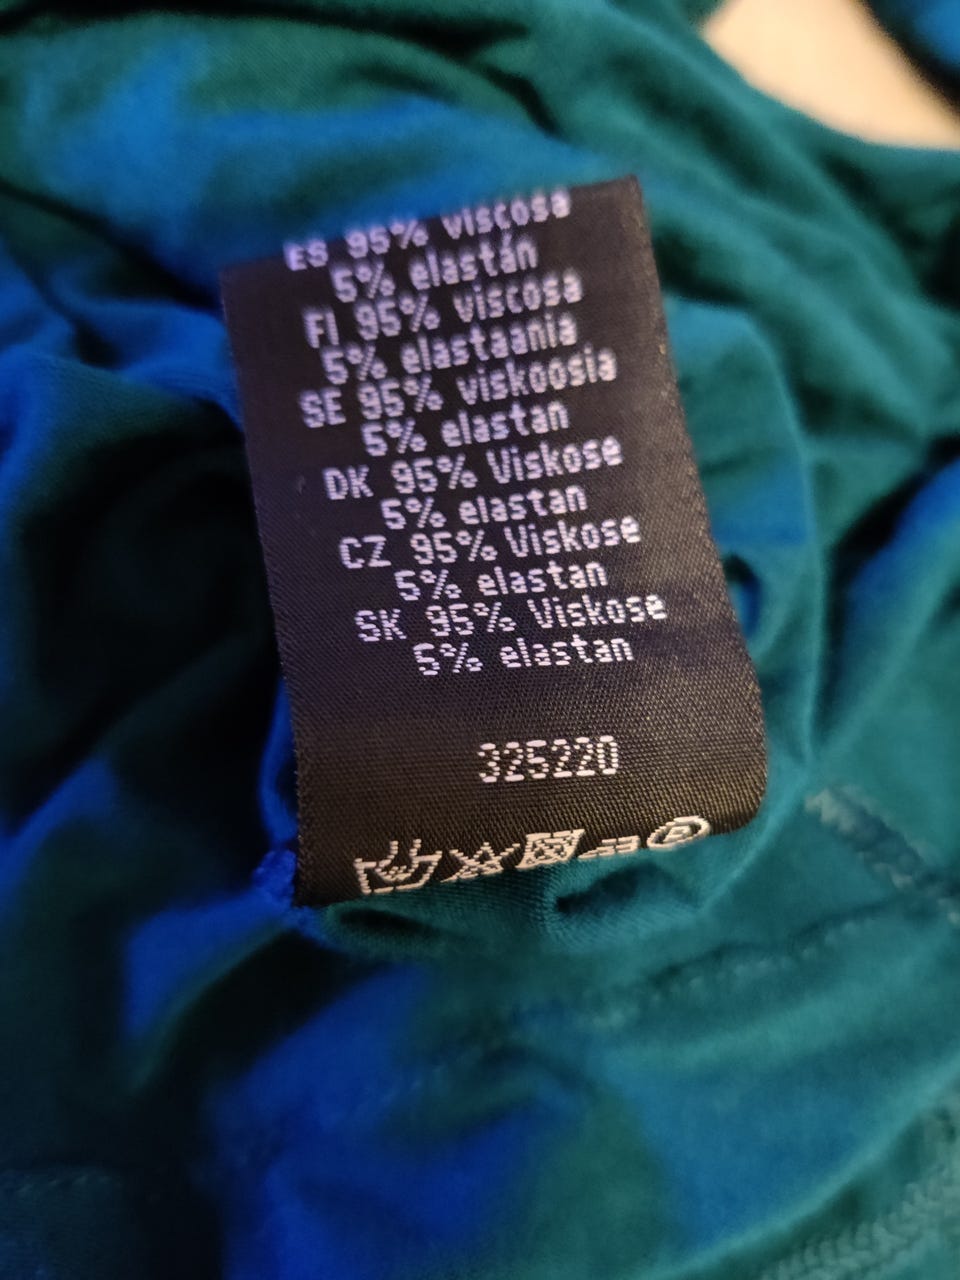 ES 95% viscosa
5% elastán
FI 95% viscosa
5% elastaania
SE 95% viskoosia
5% elastan
DK 95% Viskose
5% elastan
CZ 95% Viskose
5% elastan
SK 95% Viskose
5% elastan
325220
P